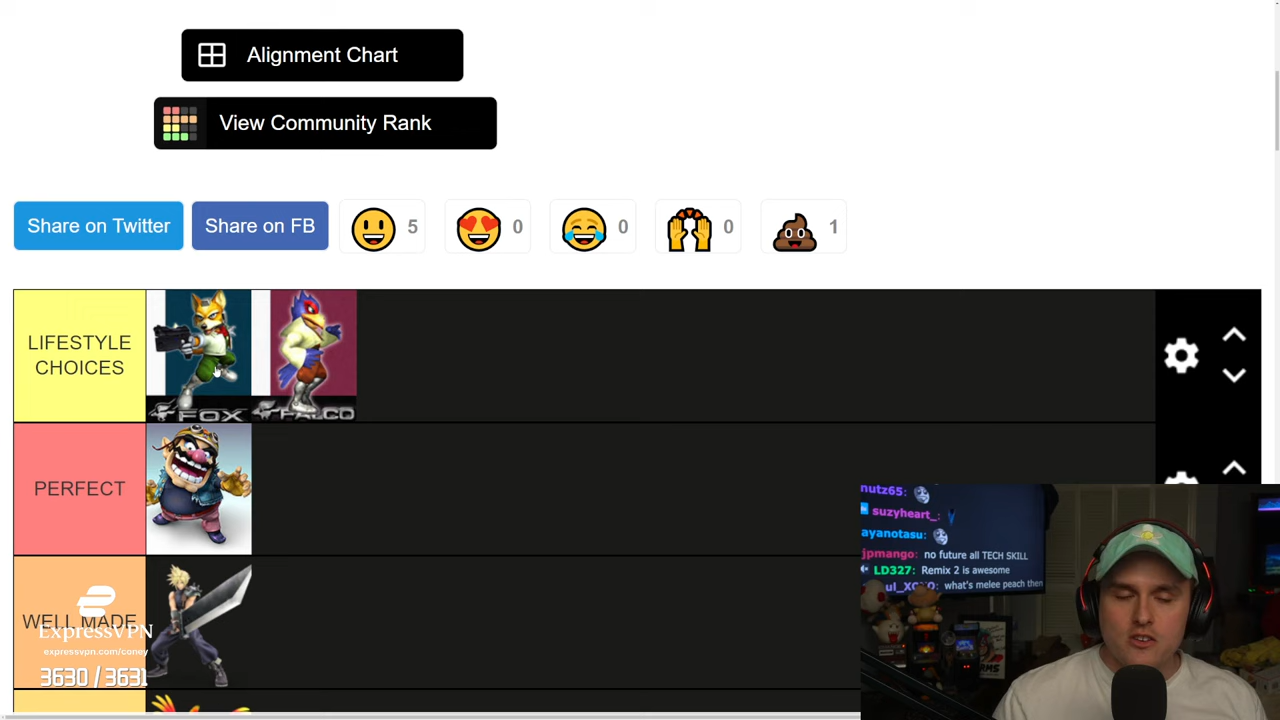 Alignment Chart
View Community Rank
Share on Twitter
Share on FB
5
0
0
0
1
LIFESTYLE
CHOICES
FOX
FALCO
PERFECT
WELL MADE
ExpressVPN
expressvpn.com/coney
3630 / 3631
nutz65:
suzyheart_:
ayanotasu:
jpmango: no future all TECH SKILL
LD327: Remix 2 is awesome
what's melee peach then